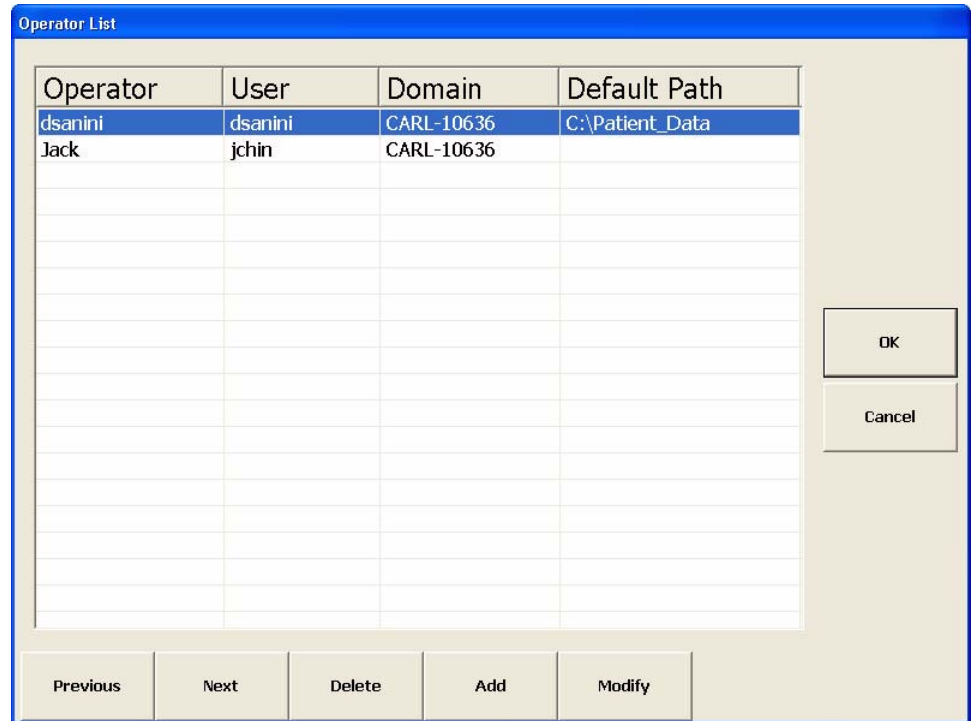 Operator List
Operator User Domain Default Path
dsanini dsanini CARL-10636 C:\Patient_Data
Jack jchin CARL-10636
OK
Cancel
Previous Next Delete Add Modify